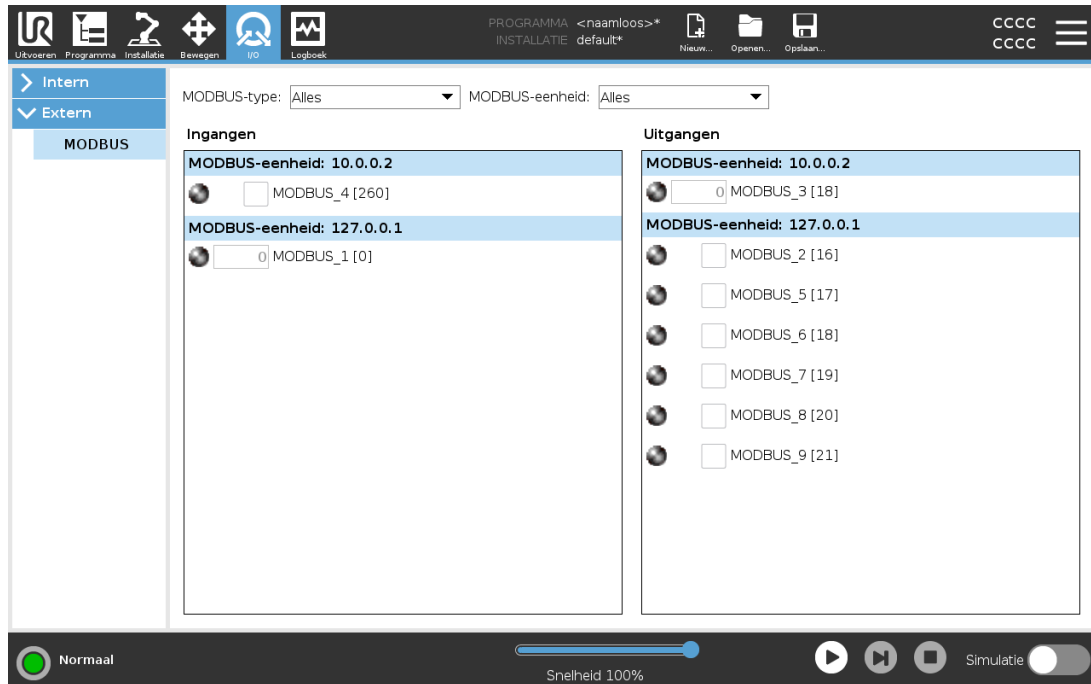 PROGRAMMA <naamloos>*
INSTALLATIE default*
CCCC
CCCC
Uitvoeren Programma Installatie Bewegen I/O Logboek Nieuw... Openen... Opslaan...
Intern
Extern
MODBUS
MODBUS-type: Alles MODBUS-eenheid: Alles
Ingangen
MODBUS-eenheid: 10.0.0.2
MODBUS_4 [260]
MODBUS-eenheid: 127.0.0.1
0 MODBUS_1 [0]
Uitgangen
MODBUS-eenheid: 10.0.0.2
0 MODBUS_3 [18]
MODBUS-eenheid: 127.0.0.1
MODBUS_2 [16]
MODBUS_5 [17]
MODBUS_6 [18]
MODBUS_7 [19]
MODBUS_8 [20]
MODBUS_9 [21]
Normaal
Snelheid 100%
Simulatie